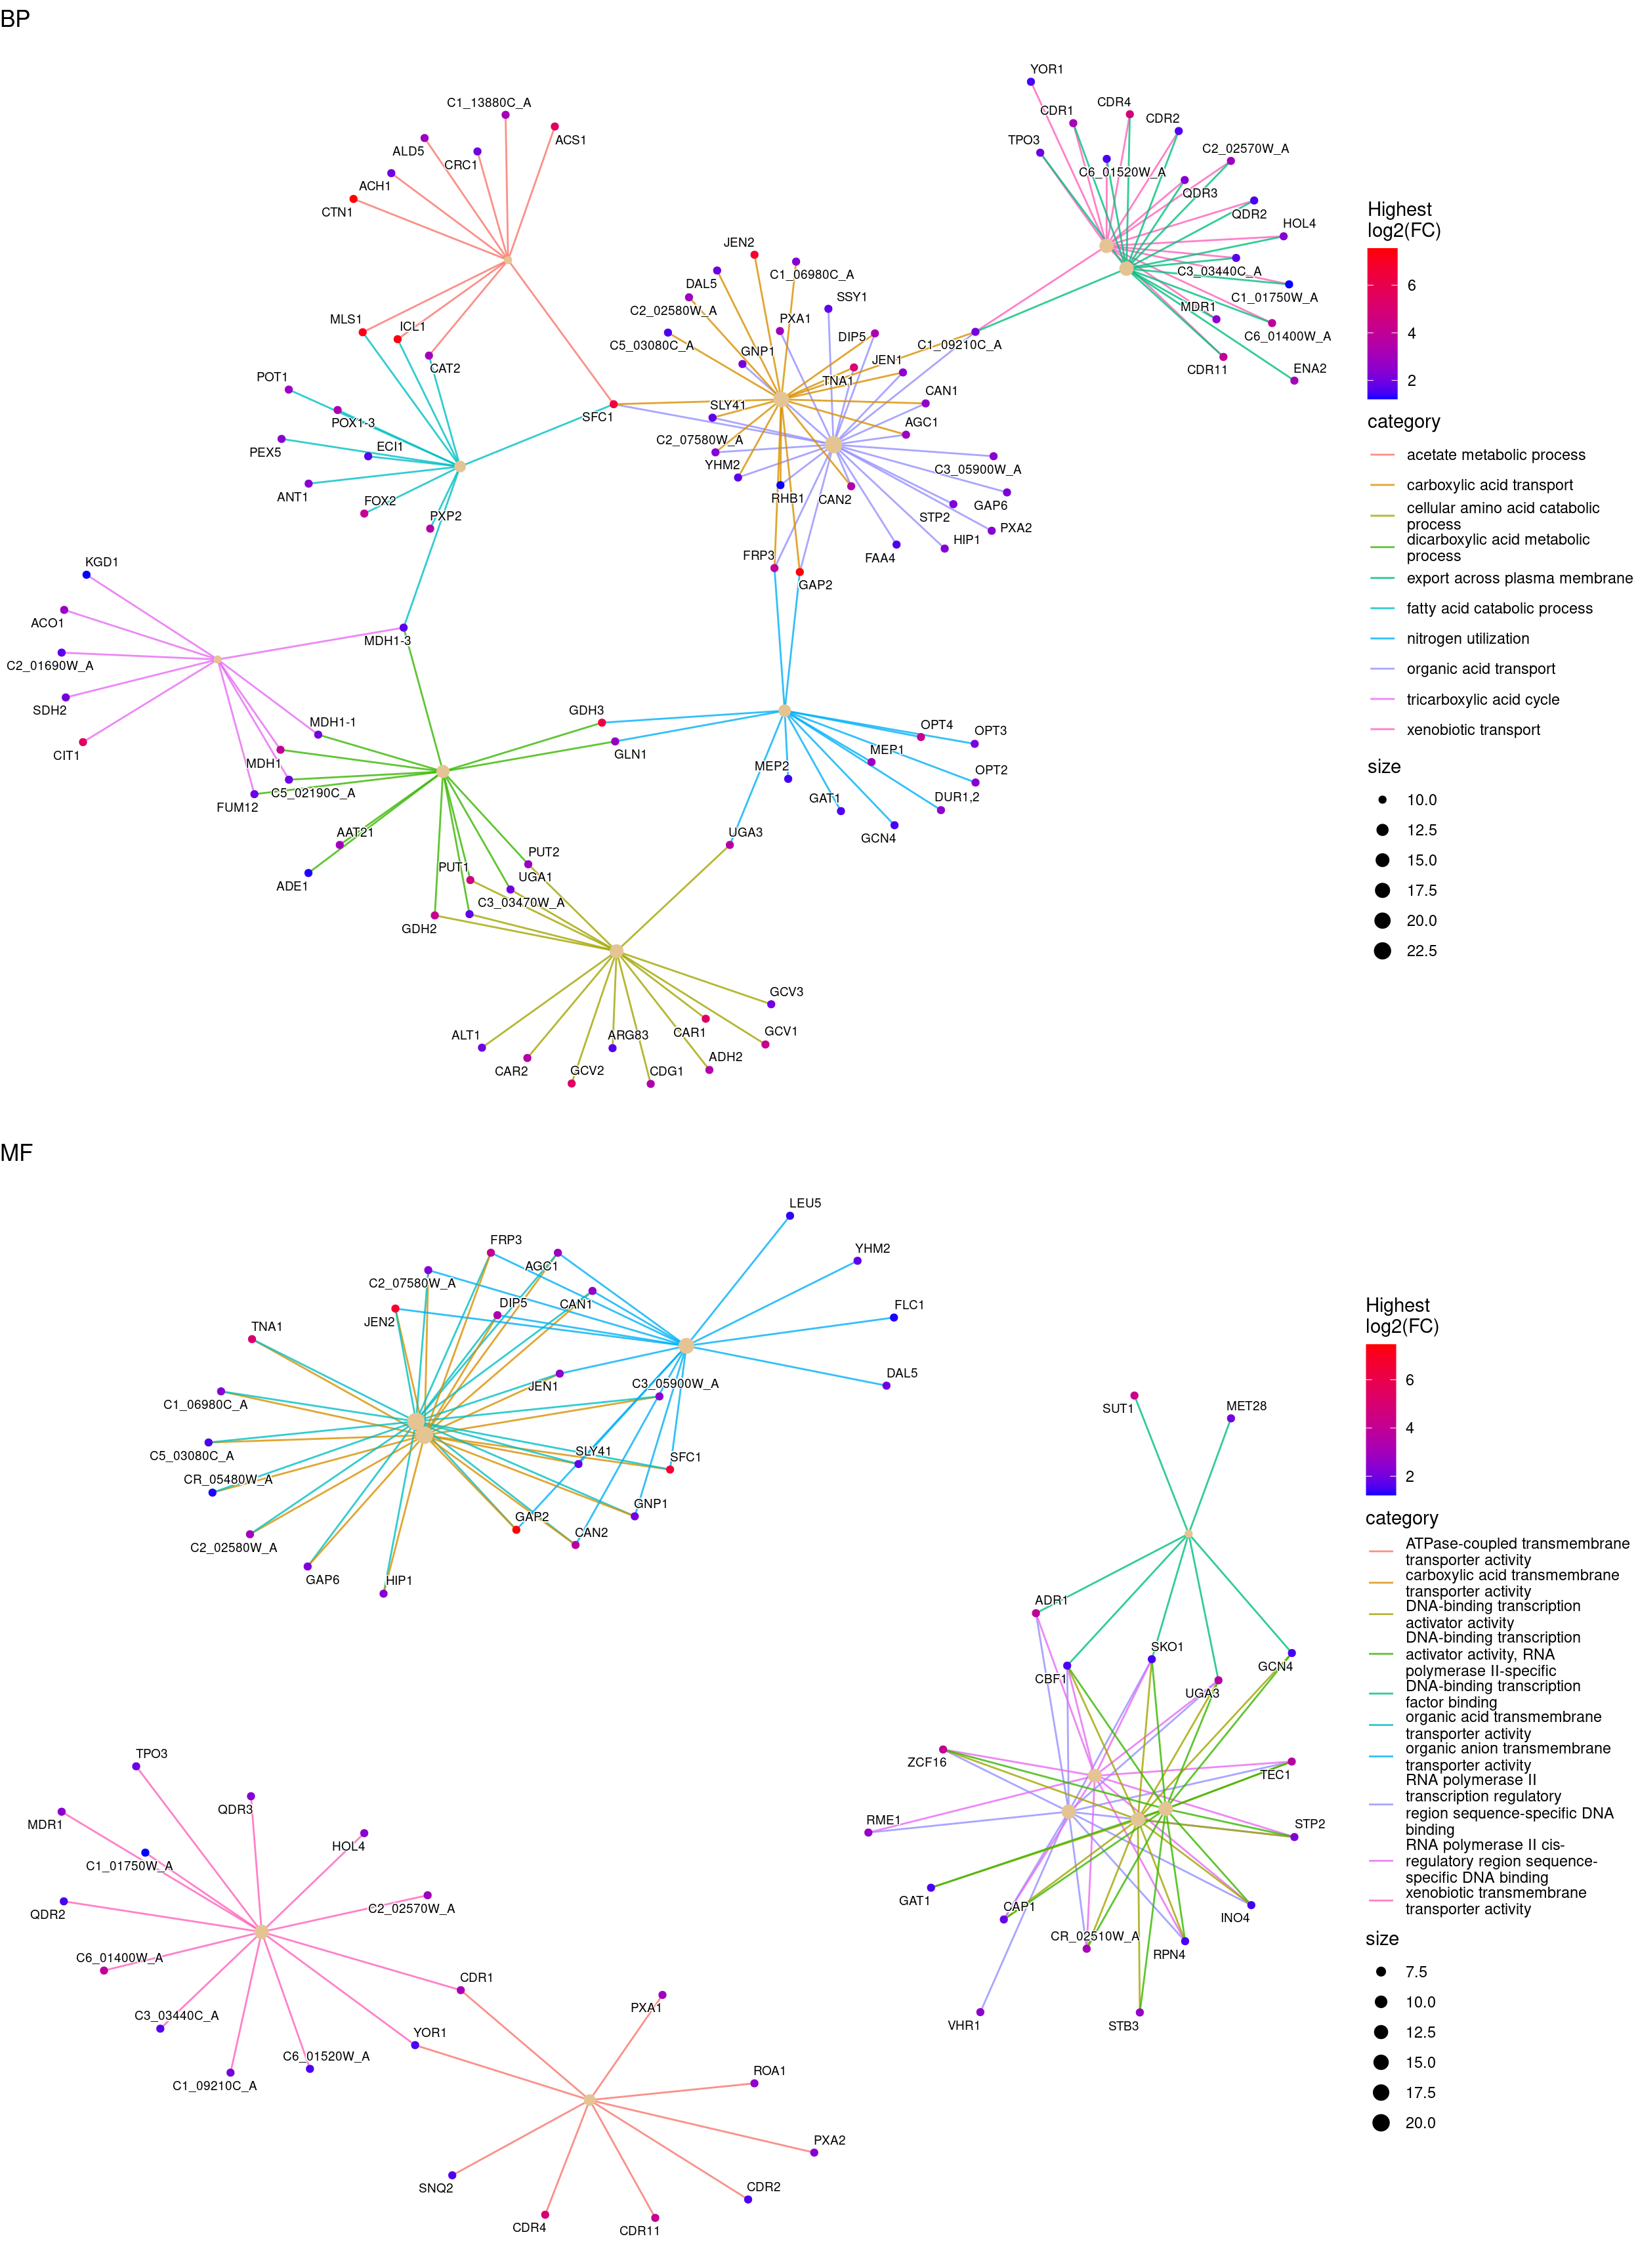 BP
YOR1
C1_13880C_A
CDR1
CDR4
CDR2
ACS1
ALD5
CRC1
TPO3
C2_02570W_A
C6_01520W_A
ACH1
QDR3
CTN1
QDR2
HOL4
JEN2
C1_06980C_A
C3_03440C_A
DAL5
C1_01750W_A
C2_02580W_A
SSY1
MDR1
MLS1
ICL1
PXA1
C6_01400W_A
C5_03080C_A
DIP5
C1_09210C_A
GNP1
JEN1
CDR11
ENA2
CAT2
POT1
TNA1
CAN1
SLY41
SFC1
POX1-3
AGC1
ECI1
C2_07580W_A
PEX5
YHM2
C3_05900W_A
ANT1
RHB1
CAN2
FOX2
GAP6
PXP2
STP2
PXA2
HIP1
FRP3
FAA4
KGD1
GAP2
ACO1
MDH1-3
C2_01690W_A
SDH2
GDH3
MDH1-1
OPT4
OPT3
CIT1
GLN1
MEP1
MDH1
MEP2
OPT2
C5_02190C_A
FUM12
GAT1
DUR1,2
AAT21
UGA3
GCN4
PUT2
PUT1
UGA1
ADE1
C3_03470W_A
GDH2
GCV3
ALT1
ARG83
CAR1
GCV1
ADH2
CAR2
GCV2
CDG1
Highest
log2(FC)
6
4
2
category
acetate metabolic process
carboxylic acid transport
cellular amino acid catabolic
process
dicarboxylic acid metabolic
process
export across plasma membrane
fatty acid catabolic process
nitrogen utilization
organic acid transport
tricarboxylic acid cycle
xenobiotic transport
size
10.0
12.5
15.0
17.5
20.0
22.5
MF
LEU5
FRP3
YHM2
AGC1
C2_07580W_A
DIP5
CAN1
FLC1
JEN2
TNA1
DAL5
C3_05900W_A
JEN1
C1_06980C_A
SUT1
MET28
C5_03080C_A
SLY41
SFC1
CR_05480W_A
GNP1
GAP2
CAN2
C2_02580W_A
GAP6
HIP1
ADR1
SKO1
CBF1
GCN4
UGA3
TPO3
ZCF16
TEC1
QDR3
MDR1
RME1
STP2
HOL4
C1_01750W_A
GAT1
CAP1
C2_02570W_A
QDR2
INO4
CR_02510W_A
C6_01400W_A
RPN4
CDR1
PXA1
C3_03440C_A
VHR1
STB3
YOR1
C6_01520W_A
C1_09210C_A
ROA1
PXA2
SNQ2
CDR2
CDR4
CDR11
Highest
log2(FC)
6
4
2
category
ATPase-coupled transmembrane
transporter activity
carboxylic acid transmembrane
transporter activity
DNA-binding transcription
activator activity
DNA-binding transcription
activator activity, RNA
polymerase II-specific
DNA-binding transcription
factor binding
organic acid transmembrane
transporter activity
organic anion transmembrane
transporter activity
RNA polymerase II
transcription regulatory
region sequence-specific DNA
binding
RNA polymerase II cis-
regulatory region sequence-
specific DNA binding
xenobiotic transmembrane
transporter activity
size
7.5
10.0
12.5
15.0
17.5
20.0